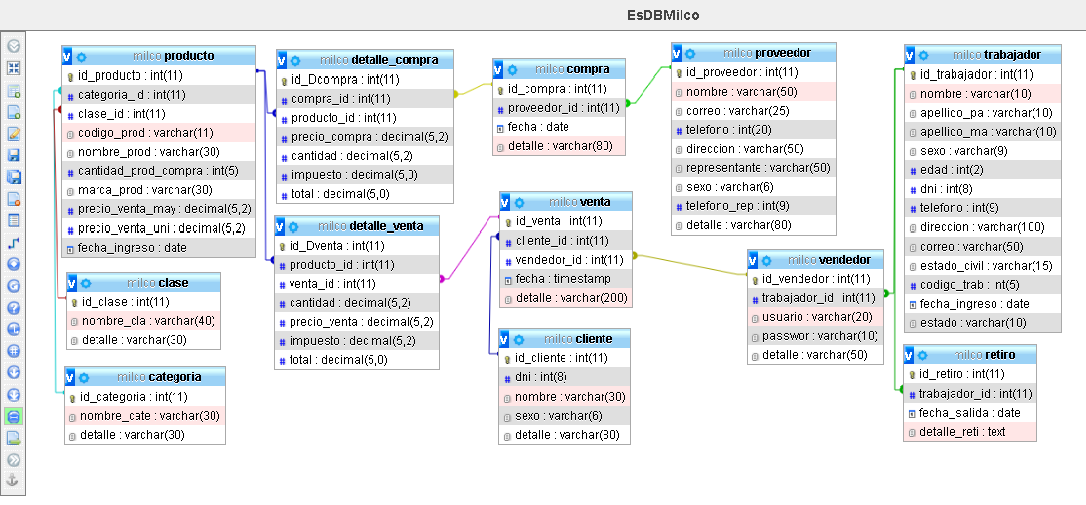 EsDBMilco
milco producto
id_producto : int(11)
categoria_id : int(11)
clase_id : int(11)
codigo_prod : varchar(11)
nombre_prod : varchar(30)
cantidad_prod_compra : int(5)
marca_prod : varchar(30)
precio_venta_may : decimal(5,2)
precio_venta_uni : decimal(5,2)
fecha_ingreso : date
milco clase
id_clase : int(11)
nombre_cla : varchar(40)
detalle : varchar(30)
milco categoria
id_categoria : int(11)
nombre_cate : varchar(30)
detalle : varchar(30)
milco detalle_compra
id_Dcompra : int(11)
compra_id : int(11)
producto_id : int(11)
precio_compra : decimal(5,2)
cantidad : decimal(5,2)
impuesto : decimal(5,0)
total : decimal(5,0)
milco detalle_venta
id_Dventa : int(11)
producto_id : int(11)
venta_id : int(11)
cantidad : decimal(5,2)
precio_venta : decimal(5,2)
impuesto : decimal(5,2)
total : decimal(5,0)
milco compra
id_compra : int(11)
proveedor_id : int(11)
fecha : date
detalle : varchar(80)
milco venta
id_venta : int(11)
cliente_id : int(11)
vendedor_id : int(11)
fecha : timestamp
detalle : varchar(200)
milco cliente
id_cliente : int(11)
dni : int(8)
nombre : varchar(30)
sexo : varchar(6)
detalle : varchar(30)
milco proveedor
id_proveedor : int(11)
nombre : varchar(50)
correo : varchar(25)
telefono : int(20)
direccion : varchar(50)
representante : varchar(50)
sexo : varchar(6)
telefono_rep : int(9)
detalle : varchar(80)
milco vendedor
id_vendedor : int(11)
trabajador_id : int(11)
usuario : varchar(20)
passwor : varchar(10)
detalle : varchar(50)
milco trabajador
id_trabajador : int(11)
nombre : varchar(10)
apellico_pa : varchar(10)
apellico_ma : varchar(10)
sexo : varchar(9)
edad : int(2)
dni : int(8)
telefono : int(9)
direccion : varchar(100)
correo : varchar(50)
estado_civil : varchar(15)
codigo_trab : int(5)
fecha_ingreso : date
estado : varchar(10)
milco retiro
id_retiro : int(11)
trabajador_id : int(11)
fecha_salida : date
detalle_reti : text